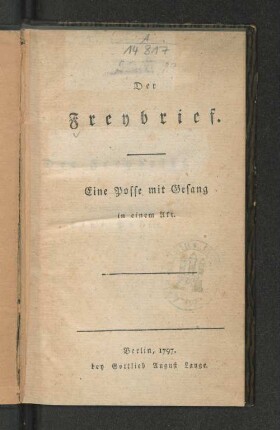 A
14 817
Der
Freybrief.
Eine Posse mit Gesang
in einem Akt.
Berlin, 1797.
bey Gottlieb August Lange.